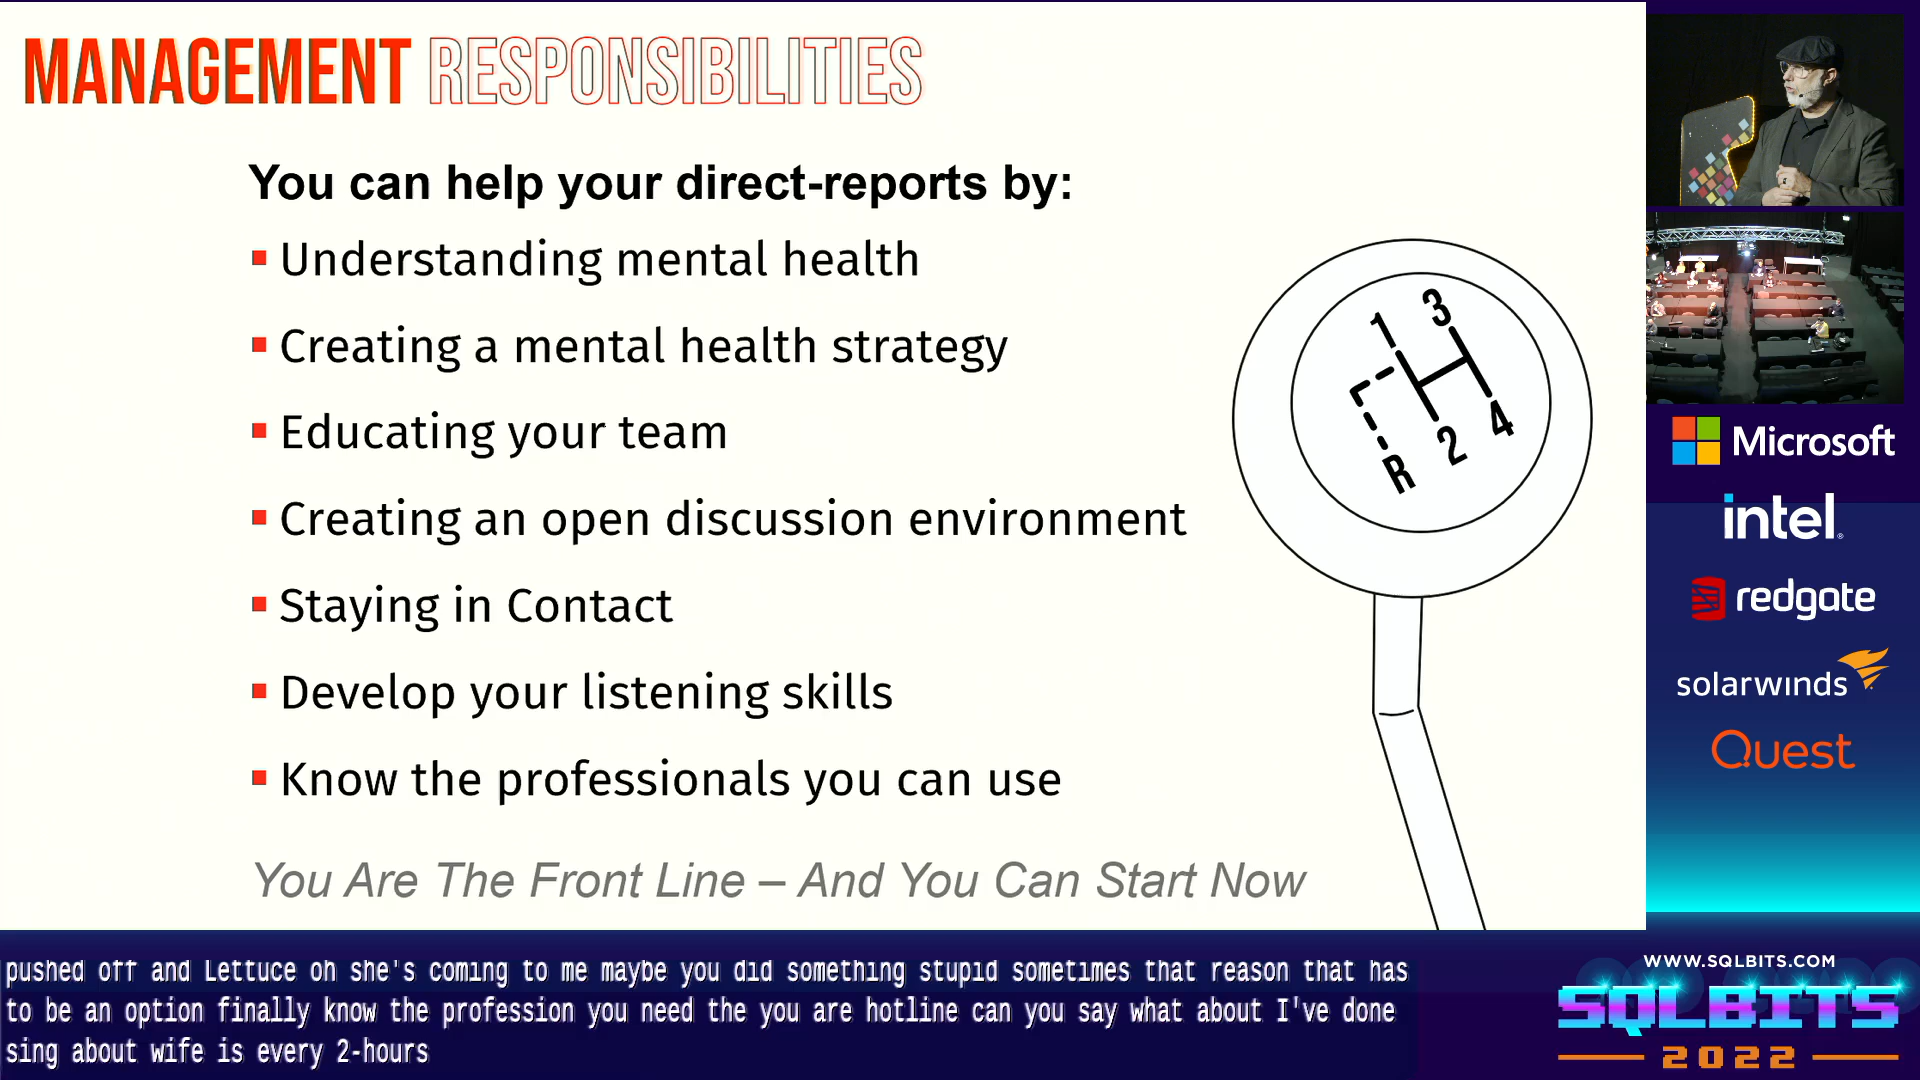 MANAGEMENT RESPONSIBILITIES
You can help your direct-reports by:
Understanding mental health
Creating a mental health strategy
Educating your team
Creating an open discussion environment
Staying in Contact
Develop your listening skills
Know the professionals you can use
You Are The Front Line – And You Can Start Now
1 3
R 2 4
Microsoft
intel
redgate
solarwinds
Quest
pushed off and Lettuce oh she's coming to me maybe you did something stupid sometimes that reason that has
to be an option finally know the profession you need the you are hotline can you say what about I've done
sing about wife is every 2-hours
WWW.SQLBITS.COM
SQLBITS
2022